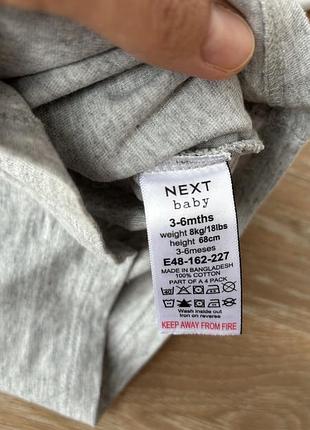 NEXT
baby
3-6mths
weight 8kg/18lbs
height 68cm
3-6meses
E48-162-227
MADE IN BANGLADESH
100% COTTON
PART OF A 4 PACK
40
Wash inside out
Iron on reverse
KEEP AWAY FROM FIRE